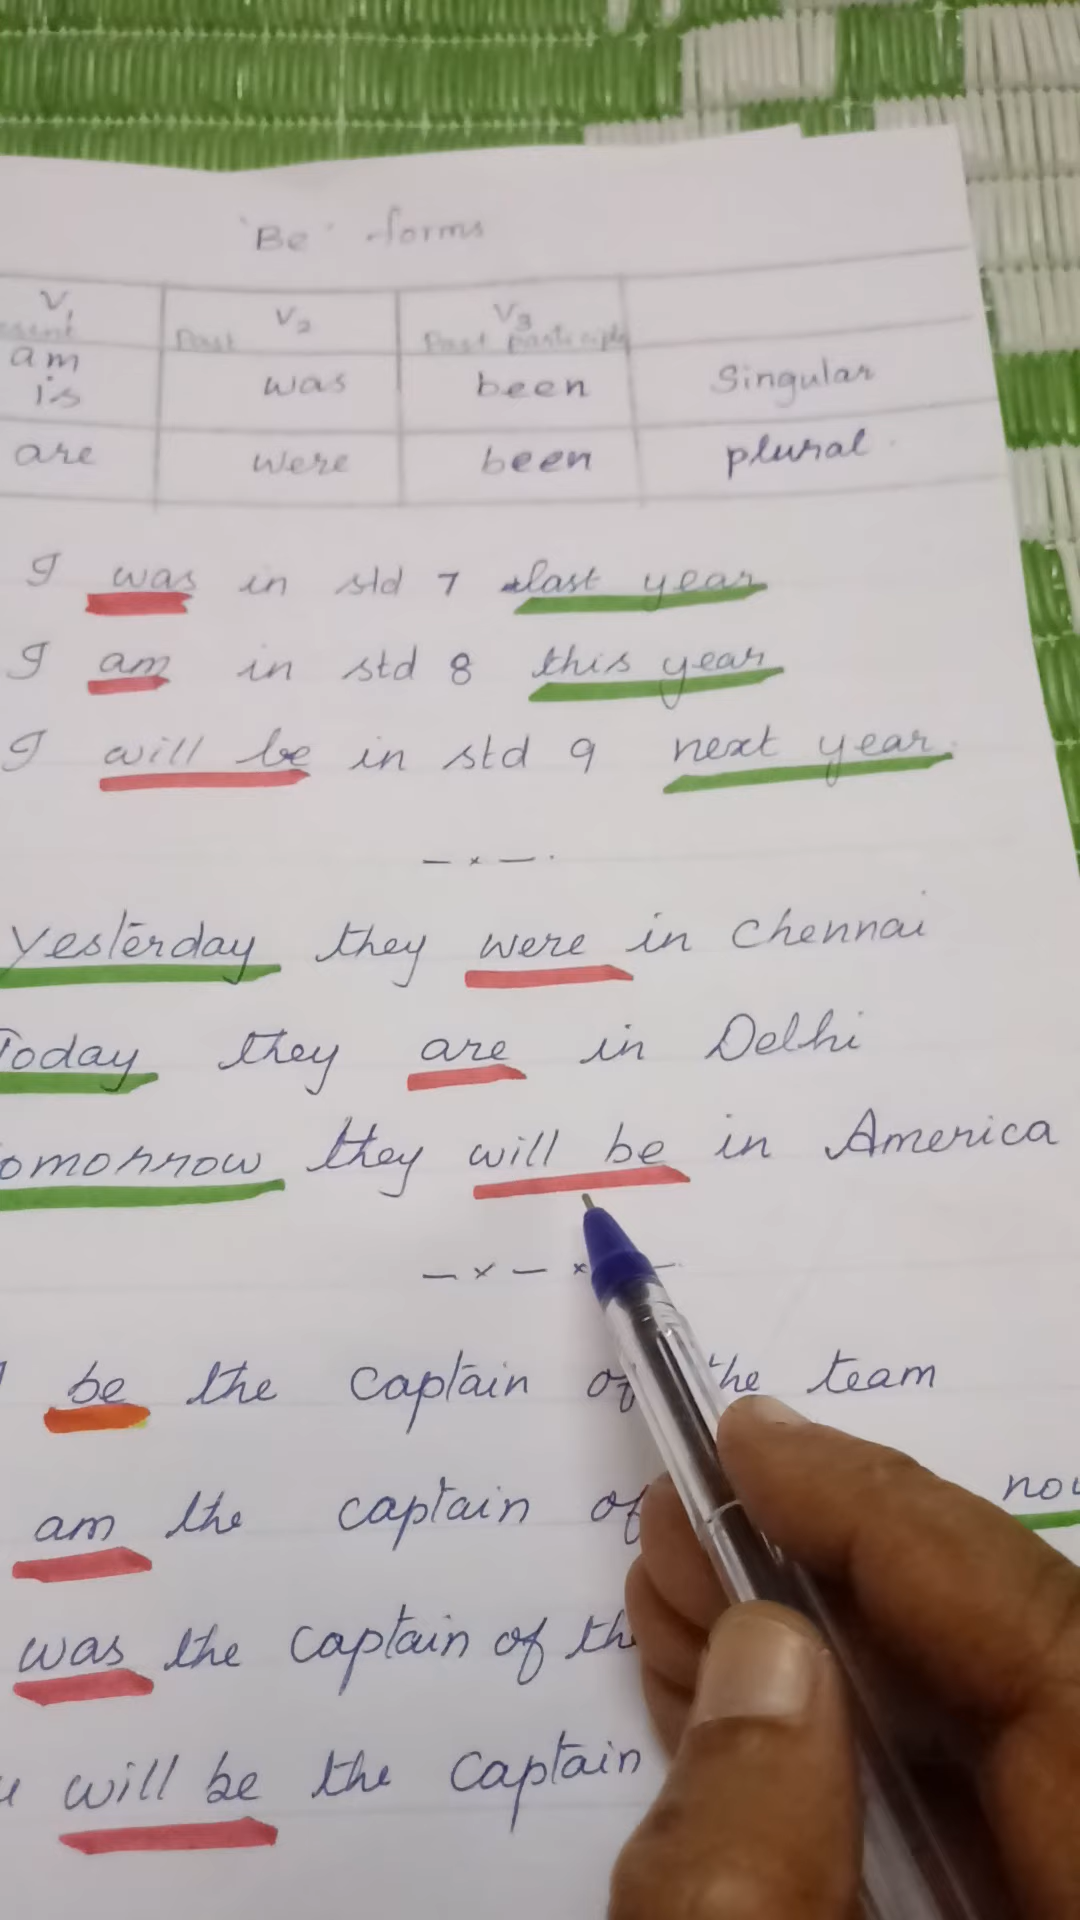 'Be' forms
V1 V2 V3
Past Past participle
am
is was been Singular
are were been plural
I was in std 7 last year
I am in std 8 this year
I will be in std 9 next year.
Yesterday they were in Chennai
Today they are in Delhi
omorrow they will be in America
be the captain of the team
am the captain of
was the captain of
will be the captain